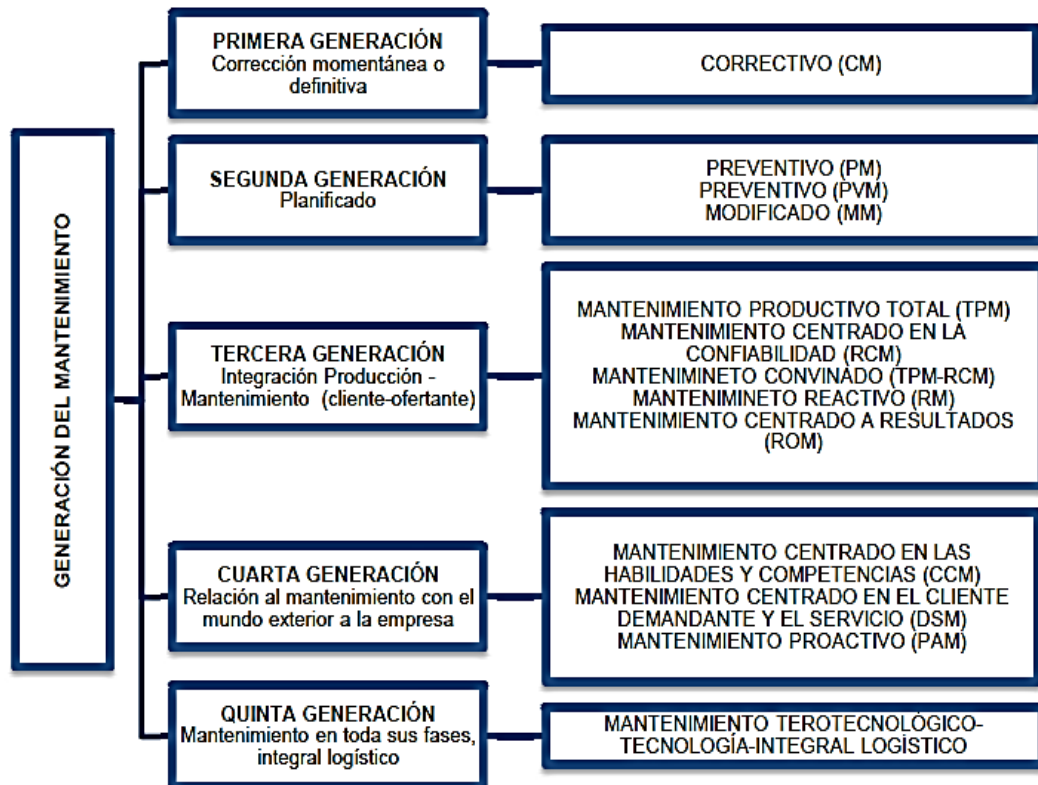 GENERACIÓN DEL MANTENIMIENTO
PRIMERA GENERACIÓN
Corrección momentánea o
definitiva
CORRECTIVO (CM)
SEGUNDA GENERACIÓN
Planificado
PREVENTIVO (PM)
PREVENTIVO (PVM)
MODIFICADO (MM)
TERCERA GENERACIÓN
Integración Producción -
Mantenimiento (cliente-ofertante)
MANTENIMIENTO PRODUCTIVO TOTAL (TPM)
MANTENIMIENTO CENTRADO EN LA
CONFIABILIDAD (RCM)
MANTENIMINETO CONVINADO (TPM-RCM)
MANTENIMINETO REACTIVO (RM)
MANTENIMIENTO CENTRADO A RESULTADOS
(ROM)
CUARTA GENERACIÓN
Relación al mantenimiento con el
mundo exterior a la empresa
MANTENIMIENTO CENTRADO EN LAS
HABILIDADES Y COMPETENCIAS (CCM)
MANTENIMIENTO CENTRADO EN EL CLIENTE
DEMANDANTE Y EL SERVICIO (DSM)
MANTENIMIENTO PROACTIVO (PAM)
QUINTA GENERACIÓN
Mantenimiento en toda sus fases,
integral logístico
MANTENIMIENTO TEROTECNOLÓGICO-
TECNOLOGÍA-INTEGRAL LOGÍSTICO